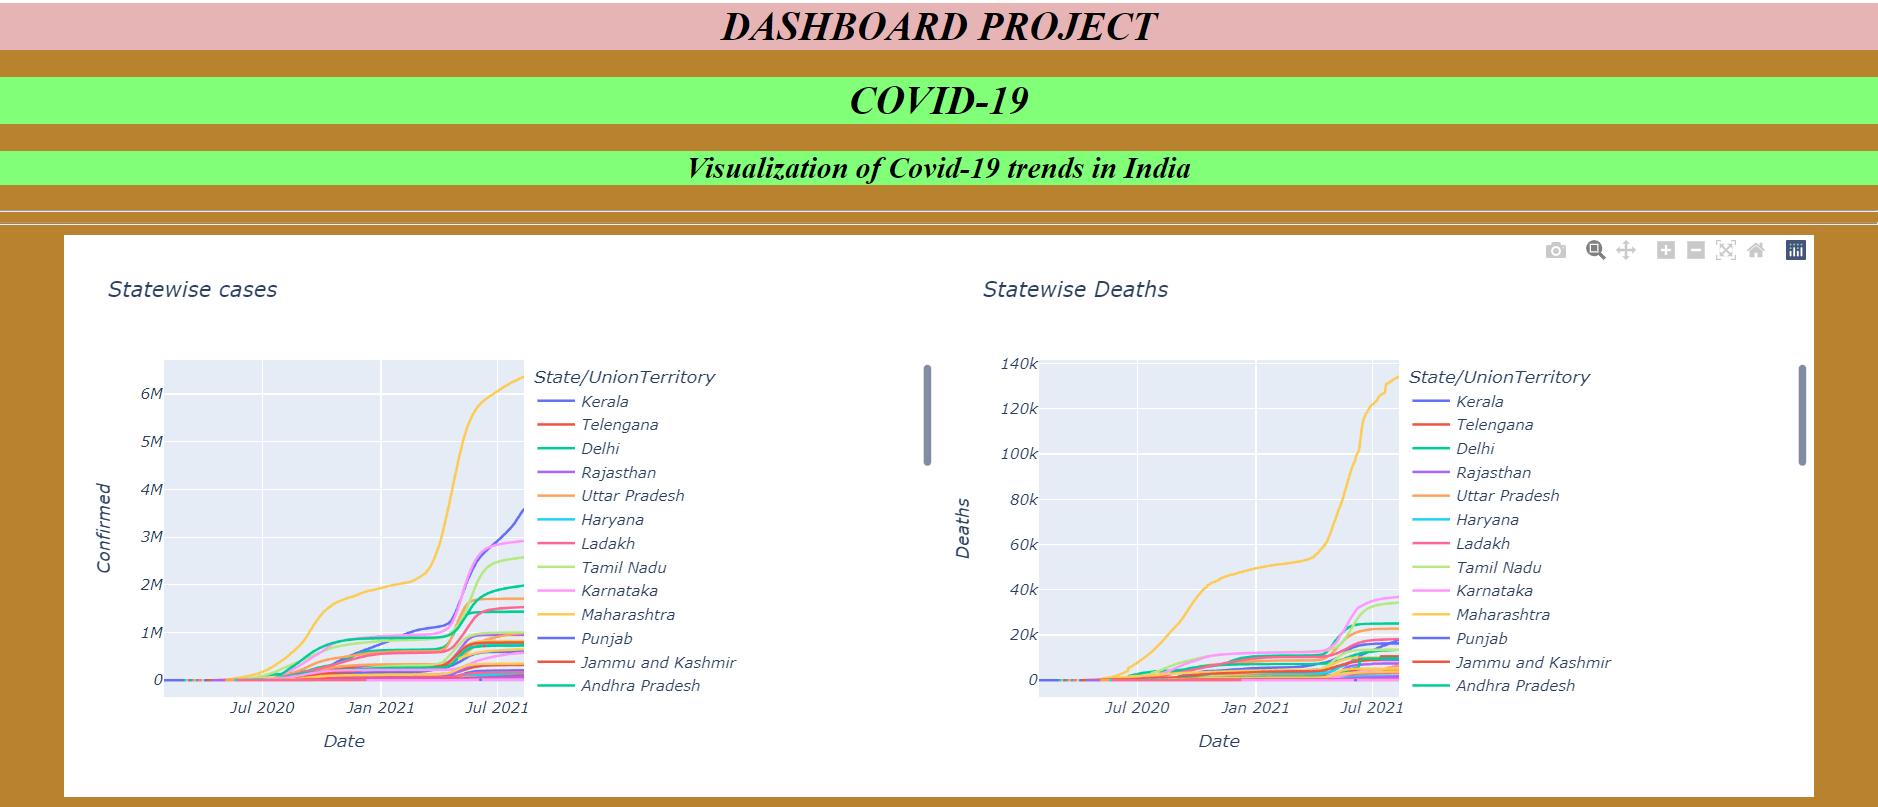 DASHBOARD PROJECT
COVID-19
Visualization of Covid-19 trends in India
Statewise cases
Confirmed
6M
5M
4M
3M
2M
1M
0
Jul 2020
Jan 2021
Jul 2021
Date
State/UnionTerritory
Kerala
Telengana
Delhi
Rajasthan
Uttar Pradesh
Haryana
Ladakh
Tamil Nadu
Karnataka
Maharashtra
Punjab
Jammu and Kashmir
Andhra Pradesh
Statewise Deaths
Deaths
140k
120k
100k
80k
60k
40k
20k
0
Jul 2020
Jan 2021
Jul 2021
Date
State/UnionTerritory
Kerala
Telengana
Delhi
Rajasthan
Uttar Pradesh
Haryana
Ladakh
Tamil Nadu
Karnataka
Maharashtra
Punjab
Jammu and Kashmir
Andhra Pradesh